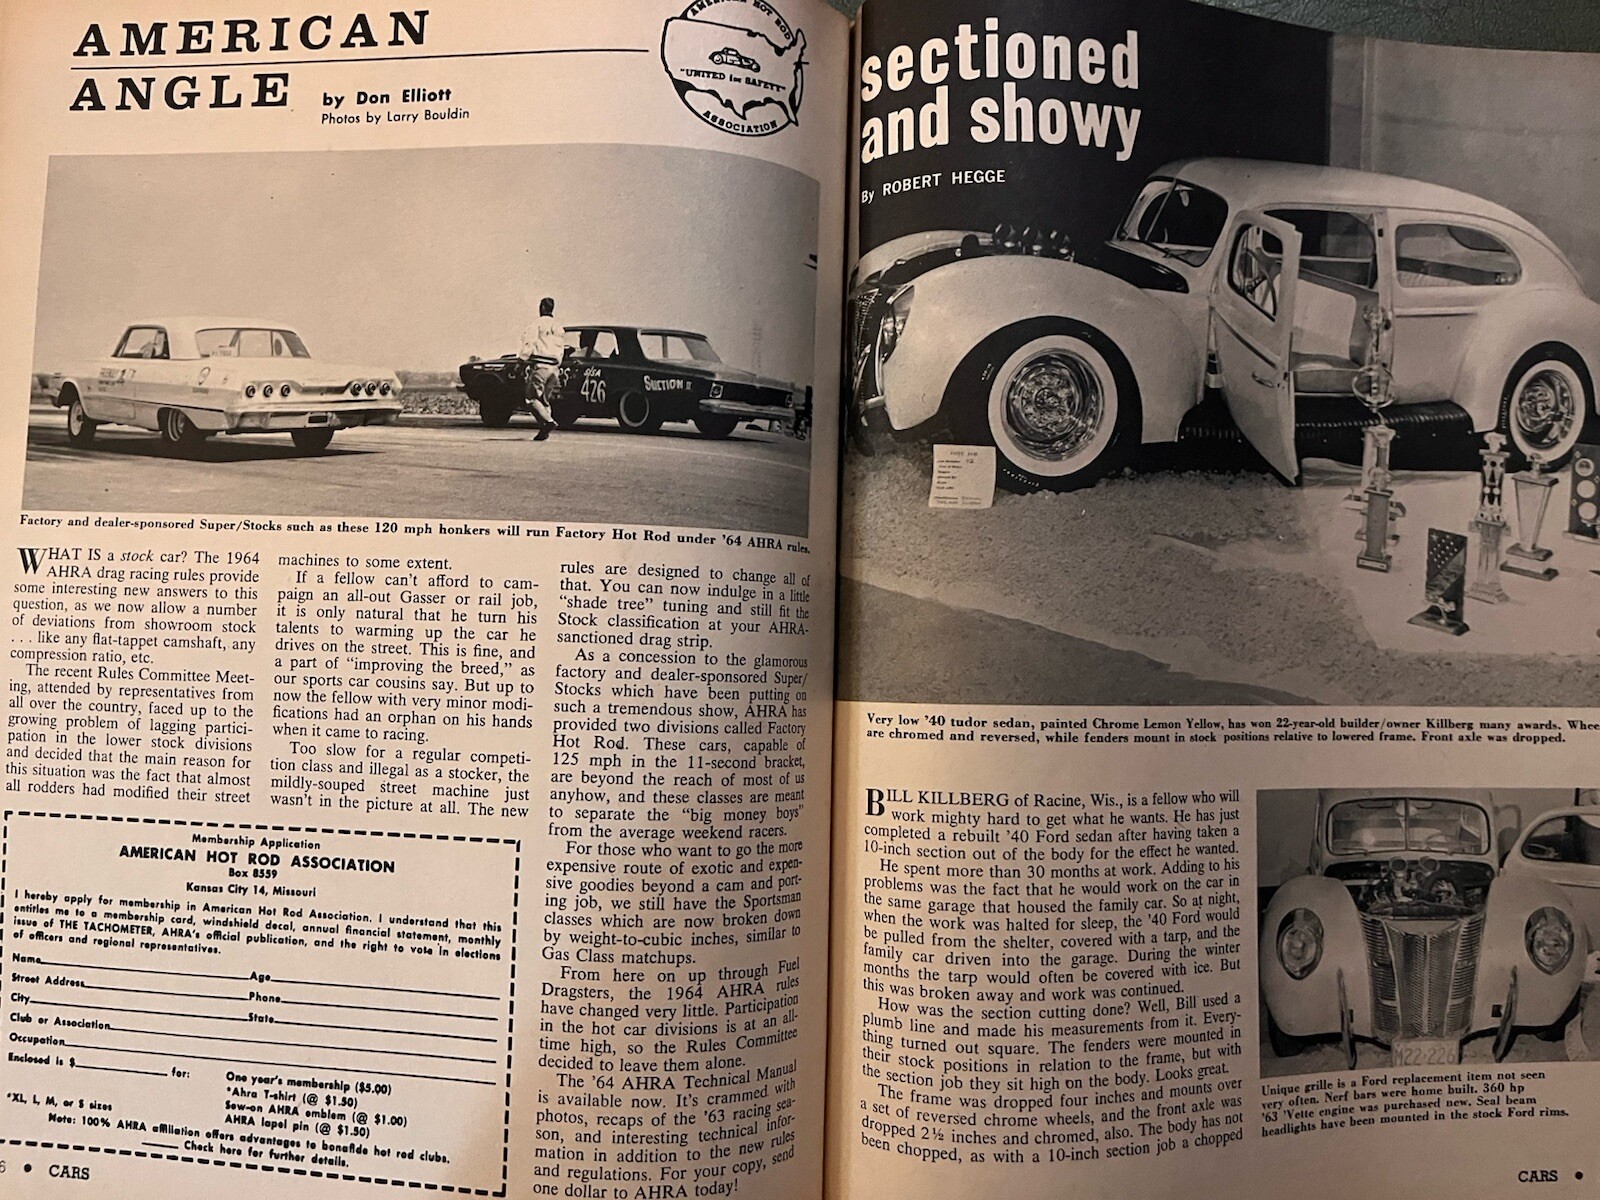 AMERICAN
ANGLE
by Don Elliott
Photos by Larry Bouldin
AMERICAN HOT ROD
"UNITED for SAFETY"
ASSOCIATION
426
SUCTION II
Factory and dealer-sponsored Super/Stocks such as these 120 mph honkers will run Factory Hot Rod under '64 AHRA rules.
WHAT IS a stock car? The 1964
AHRA drag racing rules provide
some interesting new answers to this
question, as we now allow a number
of deviations from showroom stock
. . . like any flat-tappet camshaft, any
compression ratio, etc.
The recent Rules Committee Meet-
ing, attended by representatives from
all over the country, faced up to the
growing problem of lagging partici-
pation in the lower stock divisions
and decided that the main reason for
this situation was the fact that almost
all rodders had modified their street
machines to some extent.
If a fellow can't afford to cam-
paign an all-out Gasser or rail job,
it is only natural that he turn his
talents to warming up the car he
drives on the street. This is fine, and
a part of "improving the breed," as
our sports car cousins say. But up to
now the fellow with very minor modi-
fications had an orphan on his hands
when it came to racing.
Too slow for a regular competi-
tion class and illegal as a stocker, the
mildly-souped street machine just
wasn't in the picture at all. The new
rules are designed to change all of
that. You can now indulge in a little
"shade tree" tuning and still fit the
Stock classification at your AHRA-
sanctioned drag strip.
As a concession to the glamorous
factory and dealer-sponsored Super/
Stocks which have been putting on
such a tremendous show, AHRA has
provided two divisions called Factory
Hot Rod. These cars, capable of
125 mph in the 11-second bracket,
are beyond the reach of most of us
anyhow, and these classes are meant
to separate the "big money boys"
from the average weekend racers.
For those who want to go the more
expensive route of exotic and expen-
sive goodies beyond a cam and port-
ing job, we still have the Sportsman
classes which are now broken down
by weight-to-cubic inches, similar to
Gas Class matchups.
From here on up through Fuel
Dragsters, the 1964 AHRA rules
have changed very little. Participation
in the hot car divisions is at an all-
time high, so the Rules Committee
decided to leave them alone.
The '64 AHRA Technical Manual
is available now. It's crammed with
photos, recaps of the '63 racing sea-
son, and interesting technical infor-
mation in addition to the new rules
and regulations. For your copy, send
one dollar to AHRA today!
Membership Application
AMERICAN HOT ROD ASSOCIATION
Box 8559
Kansas City 14, Missouri
I hereby apply for membership in American Hot Rod Association. I understand that this
entitles me to a membership card, windshield decal, annual financial statement, monthly
issue of THE TACHOMETER, AHRA's official publication, and the right to vote in elections
of officers and regional representatives.
Name Age
Street Address
City Phone
Club or Association State
Occupation
Enclosed is $ for:
One year's membership ($5.00)
*Ahra T-shirt (@ $1.50)
Sew-on AHRA emblem (@ $1.00)
AHRA lapel pin (@ $1.50)
*XL, L, M, or S sizes
Note: 100% AHRA affiliation offers advantages to bonafide hot rod clubs.
Check here for further details.
6 • CARS
sectioned
and showy
By ROBERT HEGGE
Very low '40 tudor sedan, painted Chrome Lemon Yellow, has won 22-year-old builder/owner Killberg many awards. Whee
are chromed and reversed, while fenders mount in stock positions relative to lowered frame. Front axle was dropped.
BILL KILLBERG of Racine, Wis., is a fellow who will
work mighty hard to get what he wants. He has just
completed a rebuilt '40 Ford sedan after having taken a
10-inch section out of the body for the effect he wanted.
He spent more than 30 months at work. Adding to his
problems was the fact that he would work on the car in
the same garage that housed the family car. So at night,
when the work was halted for sleep, the '40 Ford would
be pulled from the shelter, covered with a tarp, and the
family car driven into the garage. During the winter
months the tarp would often be covered with ice. But
this was broken away and work was continued.
How was the section cutting done? Well, Bill used a
plumb line and made his measurements from it. Every-
thing turned out square. The fenders were mounted in
their stock positions in relation to the frame, but with
the section job they sit high on the body. Looks great.
The frame was dropped four inches and mounts over
a set of reversed chrome wheels, and the front axle was
dropped 2½ inches and chromed, also. The body has not
been chopped, as with a 10-inch section job a chopped
M22-226
Unique grille is a Ford replacement item not seen
very often. Nerf bars were home built. 360 hp
'63 'Vette engine was purchased new. Seal beam
headlights have been mounted in the stock Ford rims.
CARS •